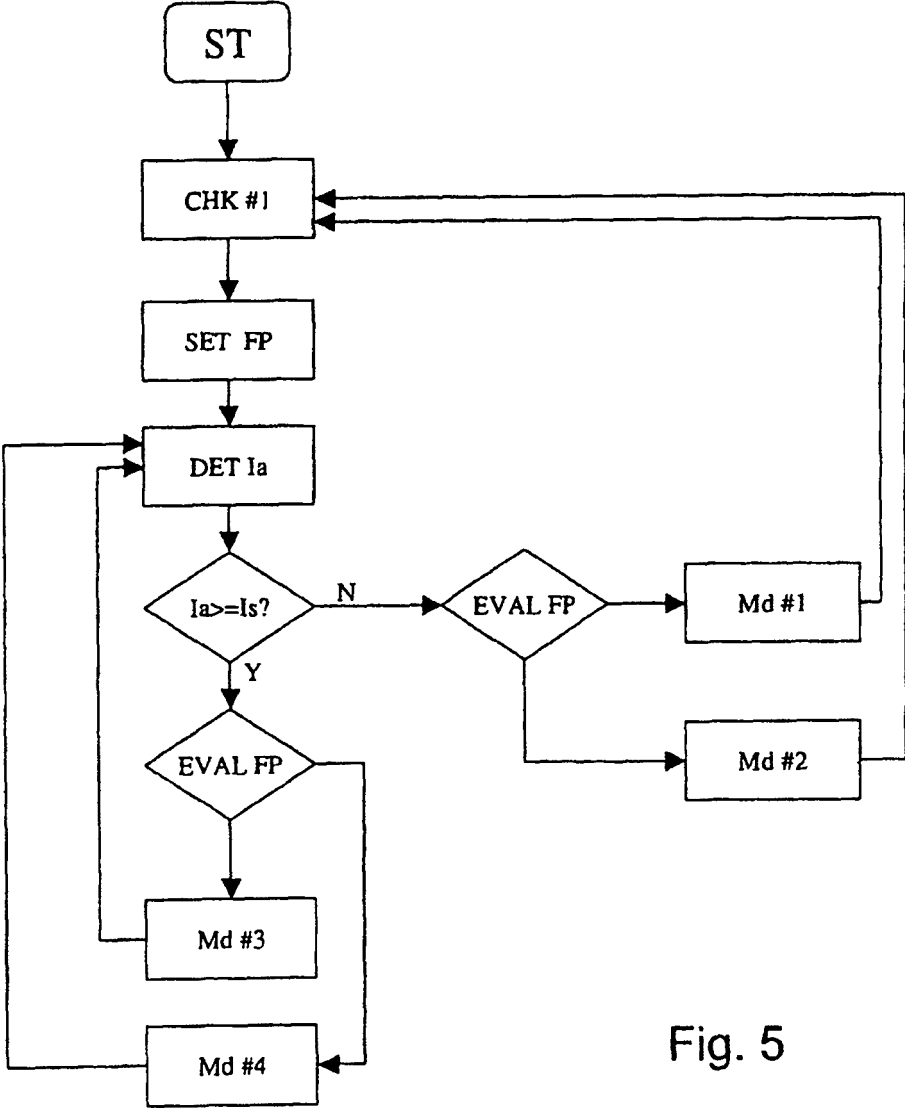 ST
CHK #1
SET FP
DET Ia
Ia>=Is?
N
EVAL FP
Md #1
Y
EVAL FP
Md #2
Md #3
Md #4
Fig. 5